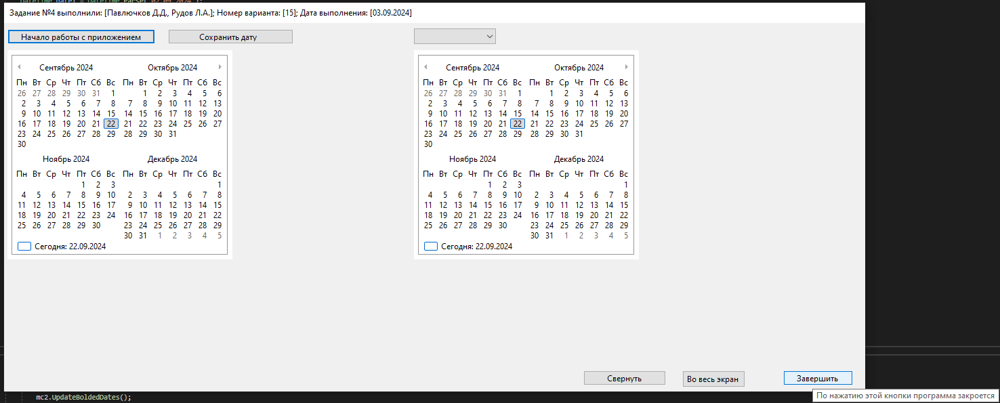 DateTime date1 = DateTime.Parse("02.09.2024");
Задание №4 выполнили: [Павлючков Д.Д., Рудов Л.А.]; Номер варианта: [15]; Дата выполнения: [03.09.2024]
Начало работы с приложением Сохранить дату
Сентябрь 2024 Октябрь 2024 Сентябрь 2024 Октябрь 2024
Пн Вт Ср Чт Пт Сб Вс Пн Вт Ср Чт Пт Сб Вс Пн Вт Ср Чт Пт Сб Вс Пн Вт Ср Чт Пт Сб Вс
26 27 28 29 30 31 1 1 2 3 4 5 6 26 27 28 29 30 31 1 1 2 3 4 5 6
2 3 4 5 6 7 8 7 8 9 10 11 12 13 2 3 4 5 6 7 8 7 8 9 10 11 12 13
9 10 11 12 13 14 15 14 15 16 17 18 19 20 9 10 11 12 13 14 15 14 15 16 17 18 19 20
16 17 18 19 20 21 22 21 22 23 24 25 26 27 16 17 18 19 20 21 22 21 22 23 24 25 26 27
23 24 25 26 27 28 29 28 29 30 31 23 24 25 26 27 28 29 28 29 30 31
30 30
Ноябрь 2024 Декабрь 2024 Ноябрь 2024 Декабрь 2024
Пн Вт Ср Чт Пт Сб Вс Пн Вт Ср Чт Пт Сб Вс Пн Вт Ср Чт Пт Сб Вс Пн Вт Ср Чт Пт Сб Вс
1 2 3 1 1 2 3 1
4 5 6 7 8 9 10 2 3 4 5 6 7 8 4 5 6 7 8 9 10 2 3 4 5 6 7 8
11 12 13 14 15 16 17 9 10 11 12 13 14 15 11 12 13 14 15 16 17 9 10 11 12 13 14 15
18 19 20 21 22 23 24 16 17 18 19 20 21 22 18 19 20 21 22 23 24 16 17 18 19 20 21 22
25 26 27 28 29 30 23 24 25 26 27 28 29 25 26 27 28 29 30 23 24 25 26 27 28 29
30 31 1 2 3 4 5 30 31 1 2 3 4 5
Сегодня: 22.09.2024 Сегодня: 22.09.2024
Свернуть Во весь экран Завершить
По нажатию этой кнопки программа закроется
mc2.UpdateBoldedDates();